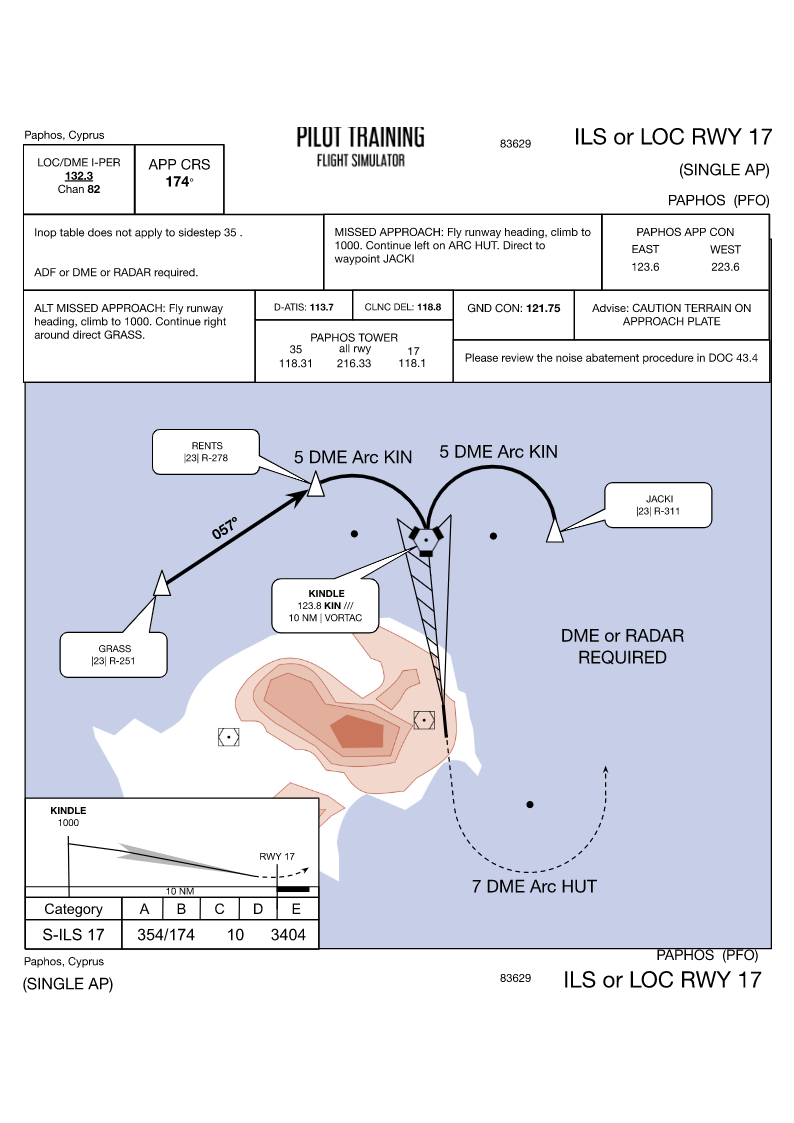 Paphos, Cyprus
PILOT TRAINING
FLIGHT SIMULATOR
83629
ILS or LOC RWY 17
(SINGLE AP)
PAPHOS (PFO)
LOC/DME I-PER
132.3
Chan 82
APP CRS
174°
Inop table does not apply to sidestep 35 .
ADF or DME or RADAR required.
MISSED APPROACH: Fly runway heading, climb to
1000. Continue left on ARC HUT. Direct to
waypoint JACKI
PAPHOS APP CON
EAST WEST
123.6 223.6
ALT MISSED APPROACH: Fly runway
heading, climb to 1000. Continue right
around direct GRASS.
D-ATIS: 113.7
CLNC DEL: 118.8
PAPHOS TOWER
35 all rwy 17
118.31 216.33 118.1
GND CON: 121.75
Advise: CAUTION TERRAIN ON
APPROACH PLATE
Please review the noise abatement procedure in DOC 43.4
RENTS
|23| R-278
5 DME Arc KIN
5 DME Arc KIN
JACKI
|23| R-311
057°
KINDLE
123.8 KIN ///
10 NM | VORTAC
GRASS
|23| R-251
DME or RADAR
REQUIRED
7 DME Arc HUT
KINDLE
1000
RWY 17
10 NM
Category A B C D E
S-ILS 17 354/174 10 3404
Paphos, Cyprus
(SINGLE AP)
83629
PAPHOS (PFO)
ILS or LOC RWY 17